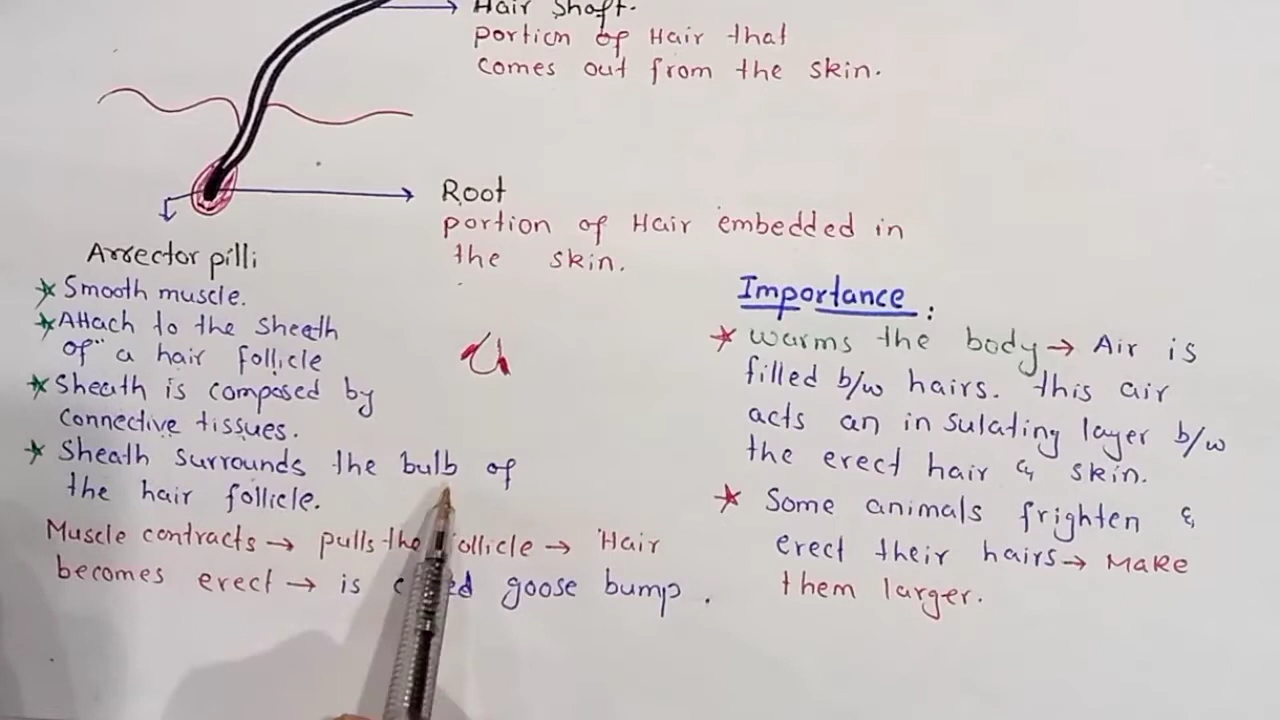 Hair Shaft.
portion of Hair that
comes out from the skin.
Root
portion of Hair embedded in
the skin.
Arrector pilli
Smooth muscle.
Attach to the sheath
of a hair follicle
Sheath is composed by
connective tissues.
Sheath surrounds the bulb of
the hair follicle.
Muscle contracts → pulls the → Hair
becomes erect → is goose bump.
Importance:
warms the body → Air is
filled b/w hairs. This air
acts an insulating layer b/w
the erect hair & skin.
Some animals frighten &
erect their hairs → Make
them larger.